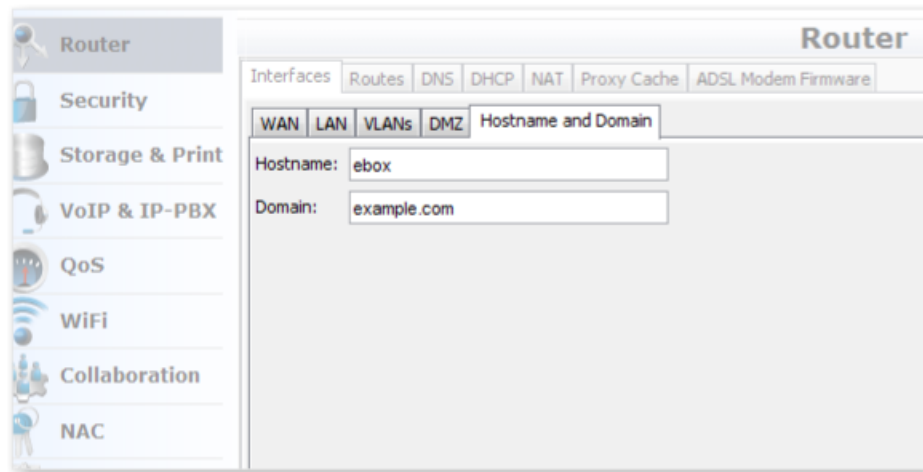 Router
Router
Interfaces Routes DNS DHCP NAT Proxy Cache ADSL Modem Firmware
Security
WAN LAN VLANs DMZ Hostname and Domain
Storage & Print
Hostname: ebox
VoIP & IP-PBX
Domain: example.com
QoS
WiFi
Collaboration
NAC